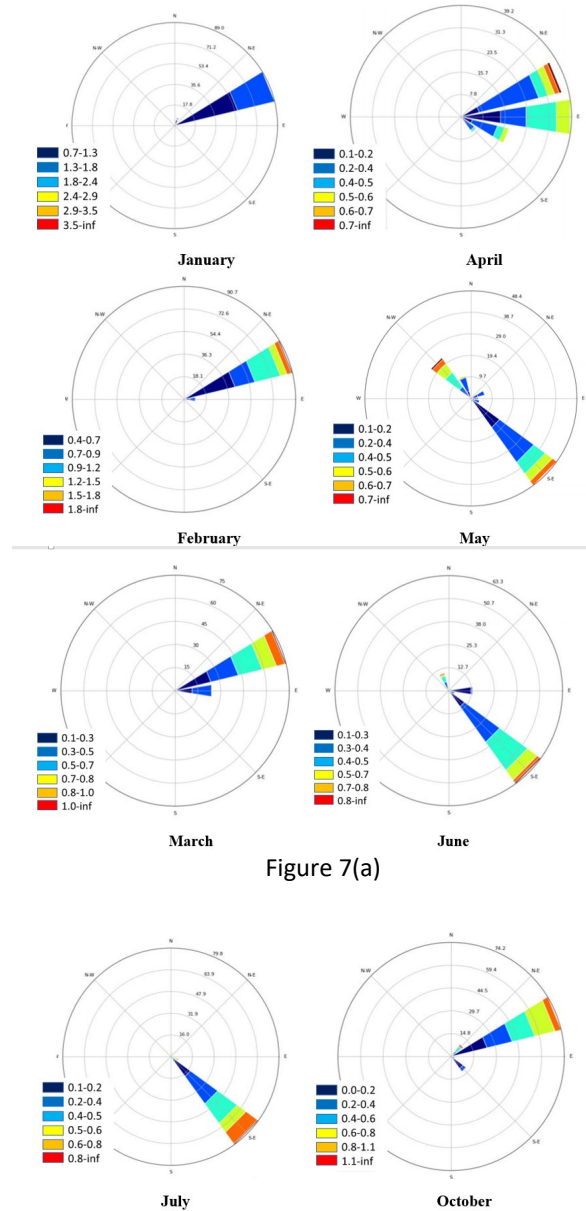 N
89.0
N-W
71.2
N-E
53.4
35.6
17.8
F
E
S
0.7-1.3
1.3-1.8
1.8-2.4
2.4-2.9
2.9-3.5
3.5-inf
January
39.2
N
31.3
N-W
N-E
23.5
15.7
7.8
W
E
S-E
S
0.1-0.2
0.2-0.4
0.4-0.5
0.5-0.6
0.6-0.7
0.7-inf
April
N
90.7
72.6
N-W
N-E
54.4
36.3
18.1
E
S-E
S
0.4-0.7
0.7-0.9
0.9-1.2
1.2-1.5
1.5-1.8
1.8-inf
February
N
48.4
38.7
N-W
N-E
29.0
19.4
9.7
W
E
S-E
S
0.1-0.2
0.2-0.4
0.4-0.5
0.5-0.6
0.6-0.7
0.7-inf
May
N
75
60
N-W
N-E
45
30
15
W
E
S
0.1-0.3
0.3-0.5
0.5-0.7
0.7-0.8
0.8-1.0
1.0-inf
March
N
63.3
50.7
N-W
N-E
38.0
25.3
12.7
W
E
S-E
S
0.1-0.3
0.3-0.4
0.4-0.5
0.5-0.7
0.7-0.8
0.8-inf
June
Figure 7(a)
N
79.8
63.9
N-W
N-E
47.9
31.9
16.0
F
E
S-E
S
0.1-0.2
0.2-0.4
0.4-0.5
0.5-0.6
0.6-0.8
0.8-inf
July
N
74.2
59.4
N-W
N-E
44.5
29.7
14.8
W
E
S-E
S
0.0-0.2
0.2-0.4
0.4-0.6
0.6-0.8
0.8-1.1
1.1-inf
October